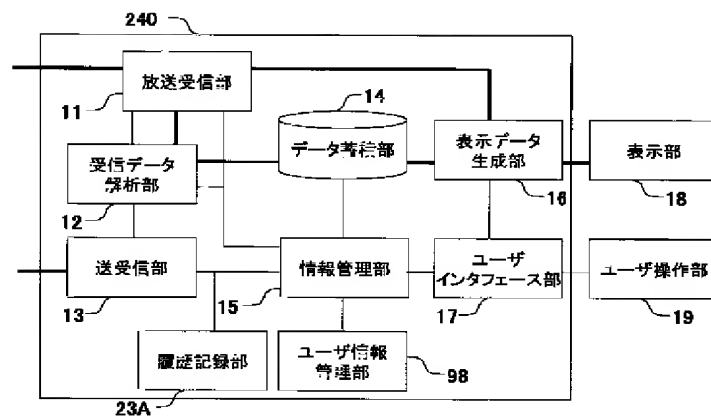 240
放送受信部
11
14
データ蓄積部
表示データ
生成部
16
表示部
18
受信データ
解析部
12
送受信部
13
情報管理部
15
ユーザ
インタフェース部
17
ユーザ操作部
19
履歴記録部
23A
ユーザ情報
管理部
98